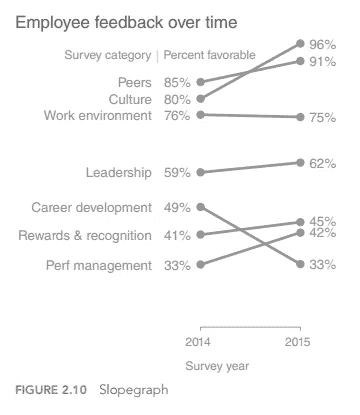 Employee feedback over time
Survey category | Percent favorable
96%
91%
Peers 85%
Culture 80%
Work environment 76%
75%
Leadership 59%
62%
Career development 49%
Rewards & recognition 41%
45%
42%
Perf management 33%
33%
2014 2015
Survey year
FIGURE 2.10 Slopegraph